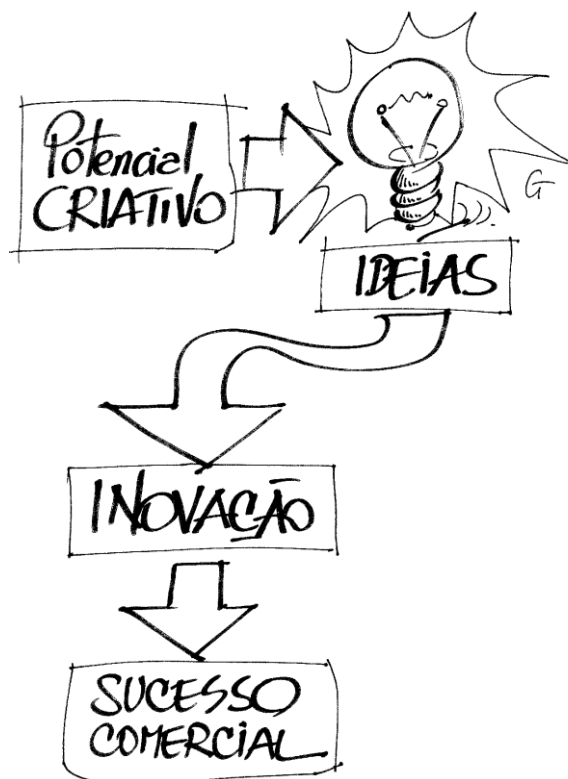 Potencial
CRIATIVO
G
IDEIAS
INOVAÇÃO
SUCESSO
COMERCIAL